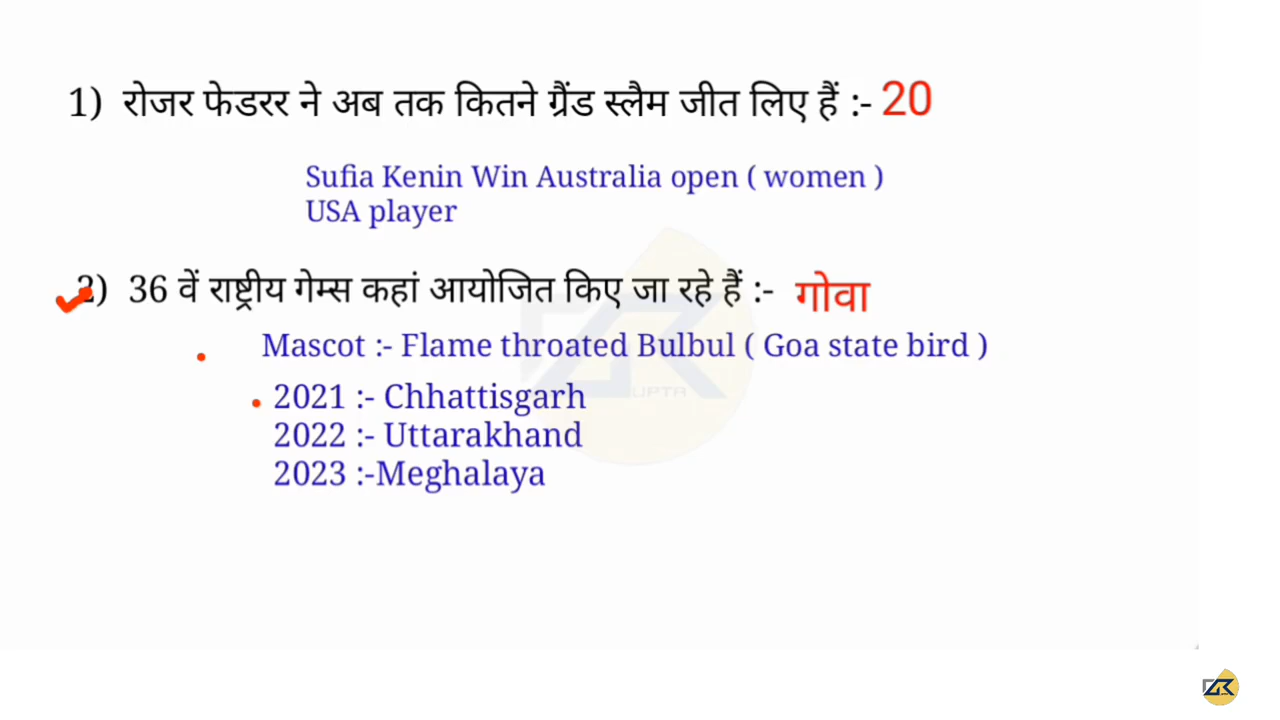 1) रोजर फेडरर ने अब तक कितने ग्रैंड स्लैम जीत लिए हैं :- 20
Sufia Kenin Win Australia open ( women )
USA player
2) 36 वें राष्ट्रीय गेम्स कहां आयोजित किए जा रहे हैं :- गोवा
Mascot :- Flame throated Bulbul ( Goa state bird )
2021 :- Chhattisgarh
2022 :- Uttarakhand
2023 :-Meghalaya